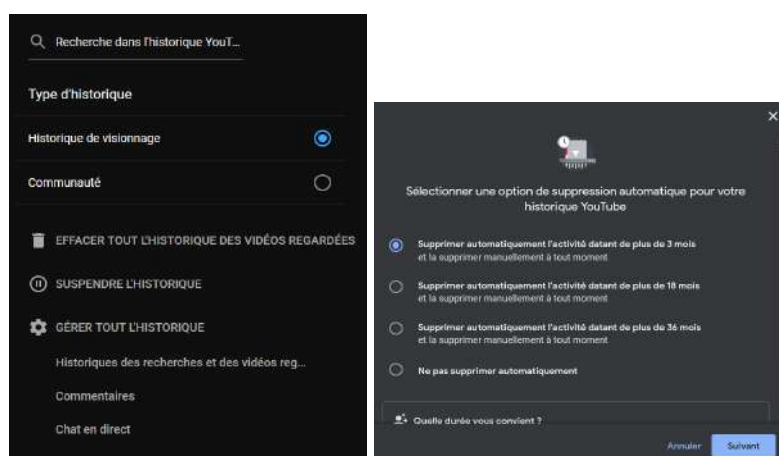 Recherche dans l'historique YouT...
Type d'historique
Historique de visionnage
Communauté
EFFACER TOUT L'HISTORIQUE DES VIDÉOS REGARDÉES
SUSPENDRE L'HISTORIQUE
GÉRER TOUT L'HISTORIQUE
Historiques des recherches et des vidéos reg...
Commentaires
Chat en direct
Sélectionner une option de suppression automatique pour votre
historique YouTube
Supprimer automatiquement l'activité datant de plus de 3 mois
et la supprimer manuellement à tout moment
Supprimer automatiquement l'activité datant de plus de 18 mois
et la supprimer manuellement à tout moment
Supprimer automatiquement l'activité datant de plus de 36 mois
et la supprimer manuellement à tout moment
Ne pas supprimer automatiquement
Quelle durée vous convient ?
Annuler Suivant